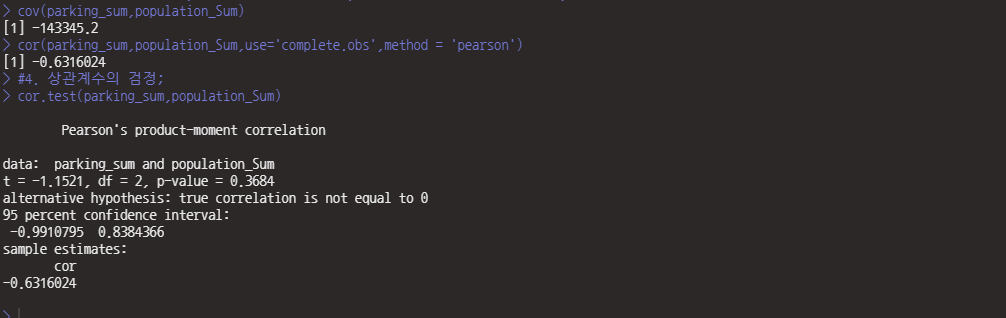 > cov(parking_sum,population_Sum)
[1] -143345.2
> cor(parking_sum,population_Sum,use='complete.obs',method = 'pearson')
[1] -0.6316024
> #4. 상관계수의 검정;
> cor.test(parking_sum,population_Sum)
Pearson's product-moment correlation
data:  parking_sum and population_Sum
t = -1.1521, df = 2, p-value = 0.3684
alternative hypothesis: true correlation is not equal to 0
95 percent confidence interval:
-0.9910795  0.8384366
sample estimates:
cor
-0.6316024
>